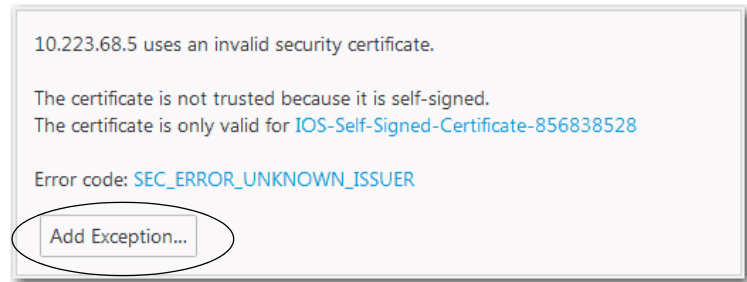 10.223.68.5 uses an invalid security certificate.
The certificate is not trusted because it is self-signed.
The certificate is only valid for IOS-Self-Signed-Certificate-856838528
Error code: SEC_ERROR_UNKNOWN_ISSUER
Add Exception...